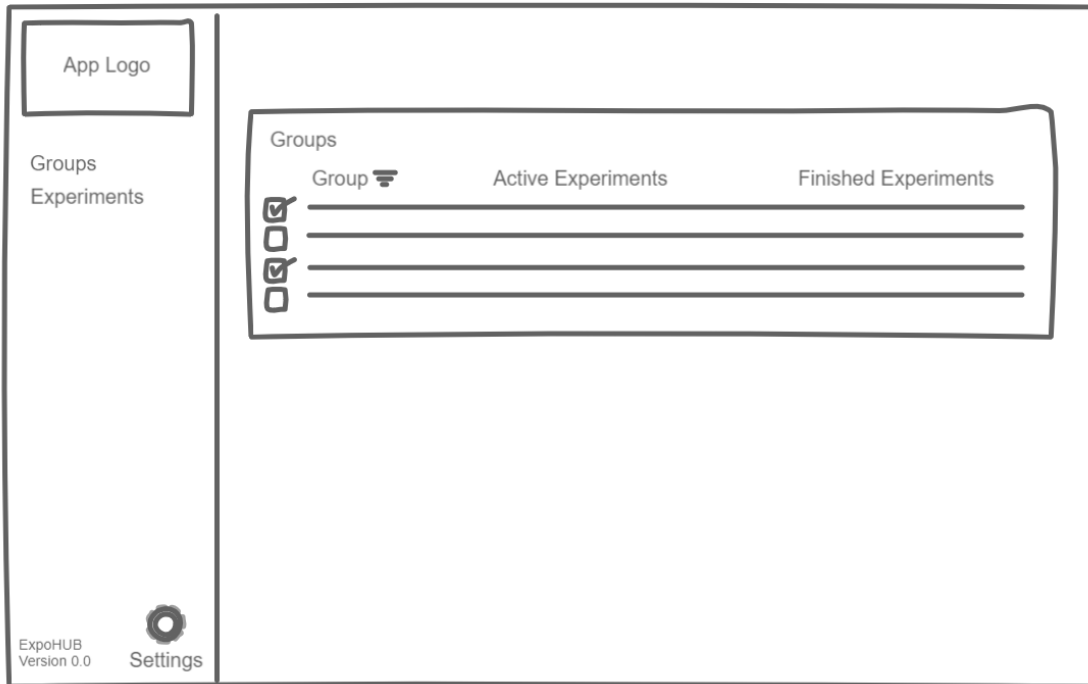 App Logo
Groups
Experiments
Groups
Group Active Experiments Finished Experiments
ExpoHUB
Version 0.0
Settings